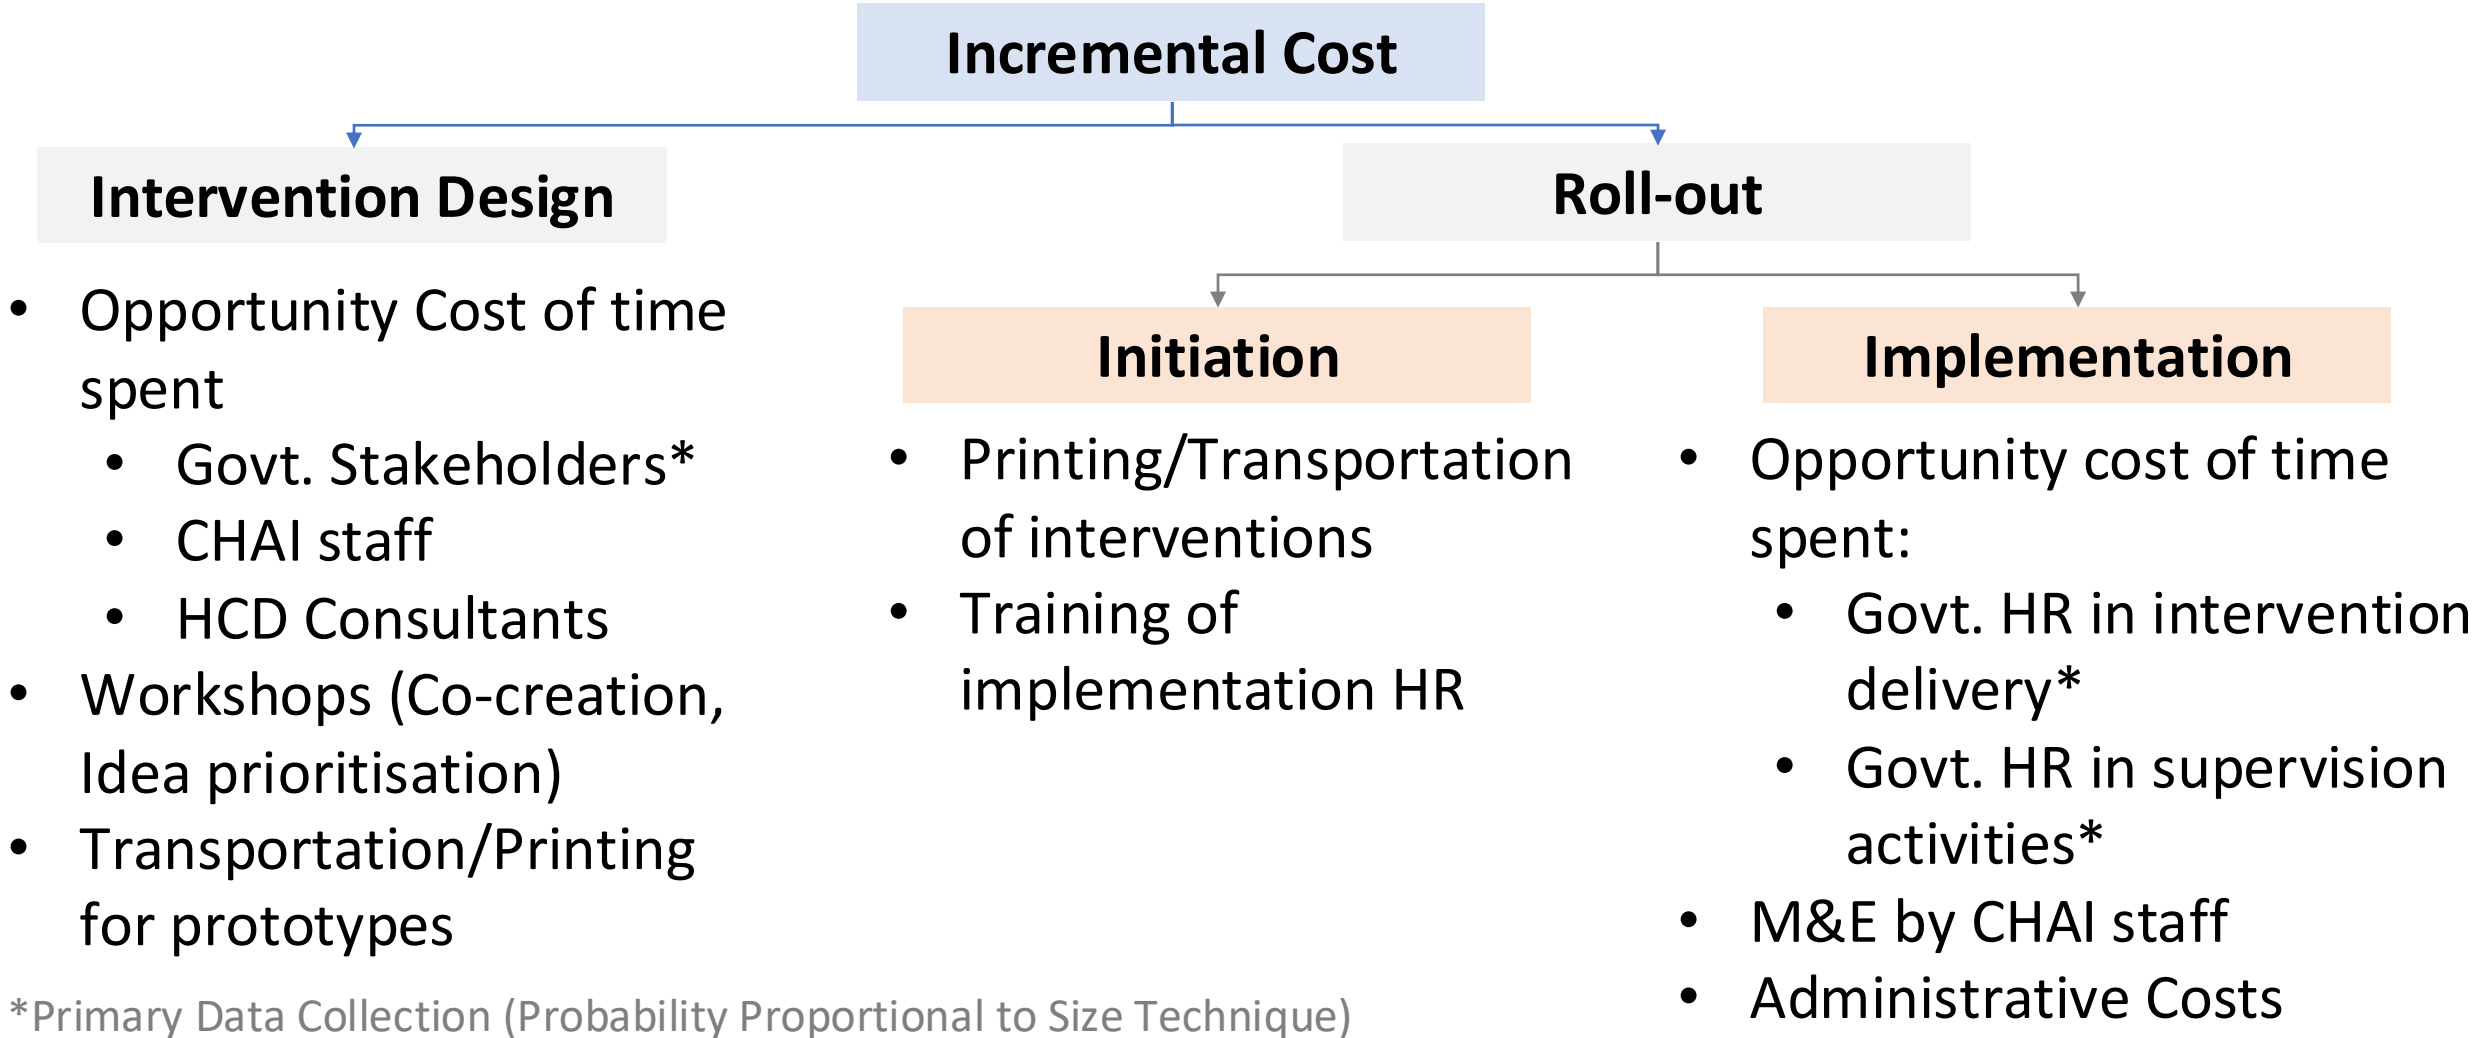 Incremental Cost
Intervention Design
• Opportunity Cost of time
spent
• Govt. Stakeholders*
• CHAI staff
• HCD Consultants
• Workshops (Co-creation,
Idea prioritisation)
• Transportation/Printing
for prototypes
Roll-out
Initiation
• Printing/Transportation
of interventions
• Training of
implementation HR
Implementation
• Opportunity cost of time
spent:
• Govt. HR in intervention
delivery*
• Govt. HR in supervision
activities*
• M&E by CHAI staff
• Administrative Costs
*Primary Data Collection (Probability Proportional to Size Technique)